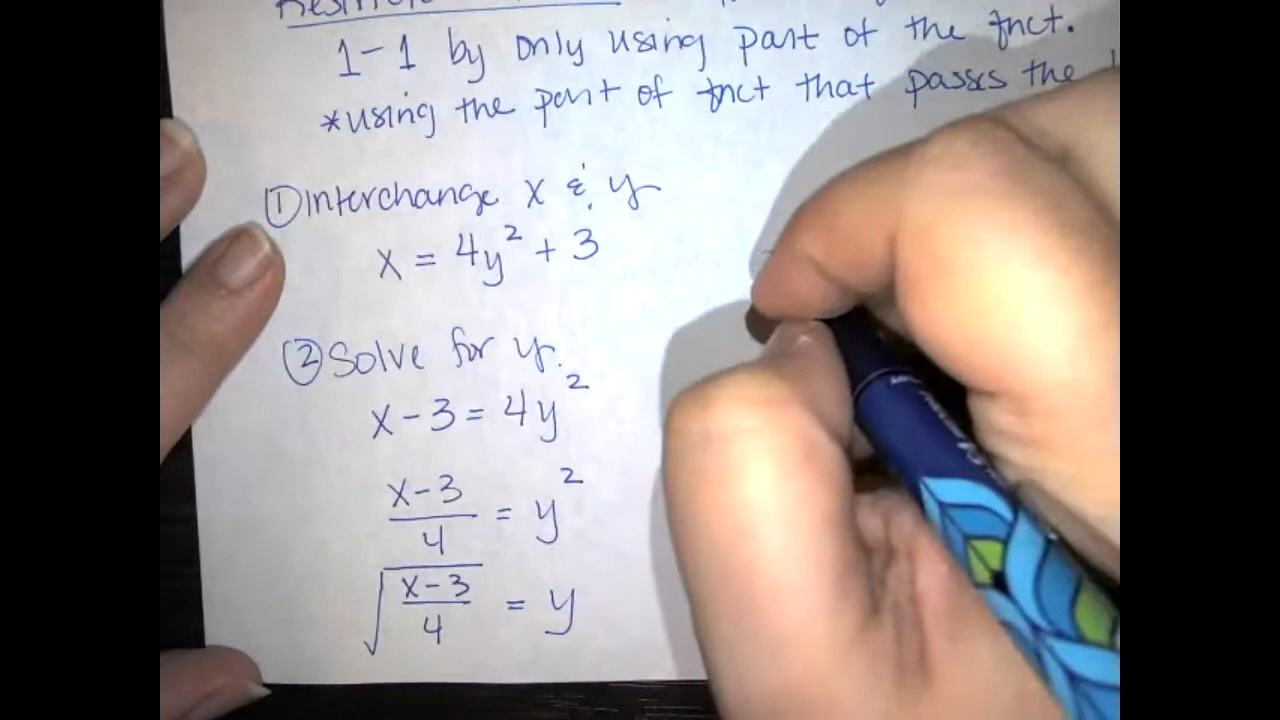 1-1 by only using part of the fnct.
*using the part of fnct that passes the
① Interchange x & y
x = 4y² + 3
② Solve for y.
x - 3 = 4y²
x-3/4 = y²
√x-3/4 = y